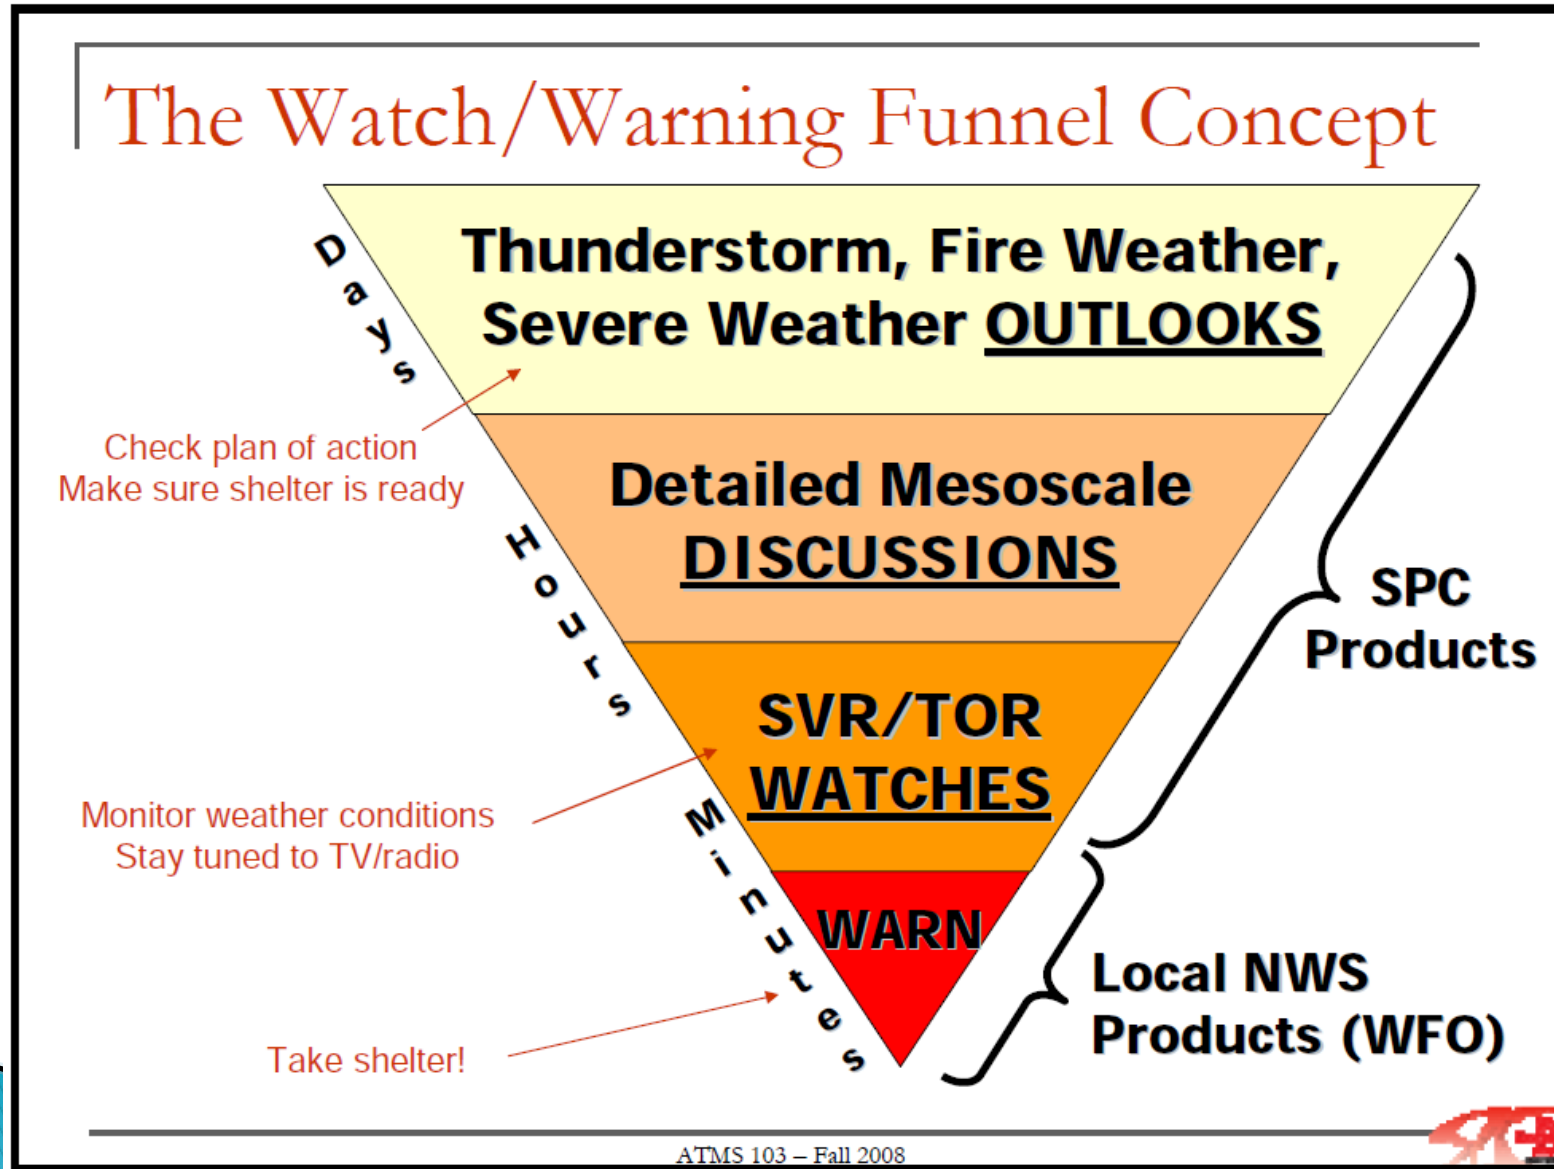 The Watch/Warning Funnel Concept
Days
Thunderstorm, Fire Weather,
Severe Weather OUTLOOKS
Check plan of action
Make sure shelter is ready
Hours
Detailed Mesoscale
DISCUSSIONS
SPC
Products
SVR/TOR
WATCHES
Monitor weather conditions
Stay tuned to TV/radio
Minutes
WARN
Local NWS
Products (WFO)
Take shelter!
ATMS 103 – Fall 2008